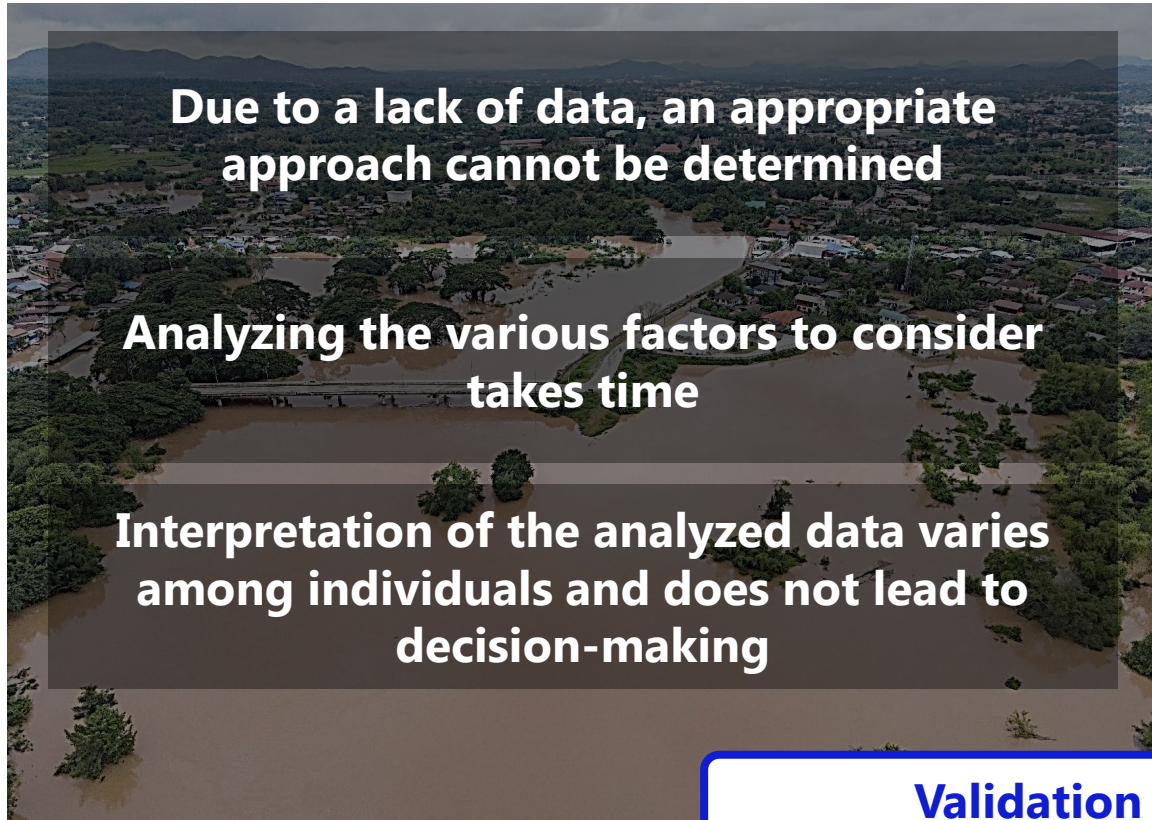 Due to a lack of data, an appropriate
approach cannot be determined
Analyzing the various factors to consider
takes time
Interpretation of the analyzed data varies
among individuals and does not lead to
decision-making
Validation